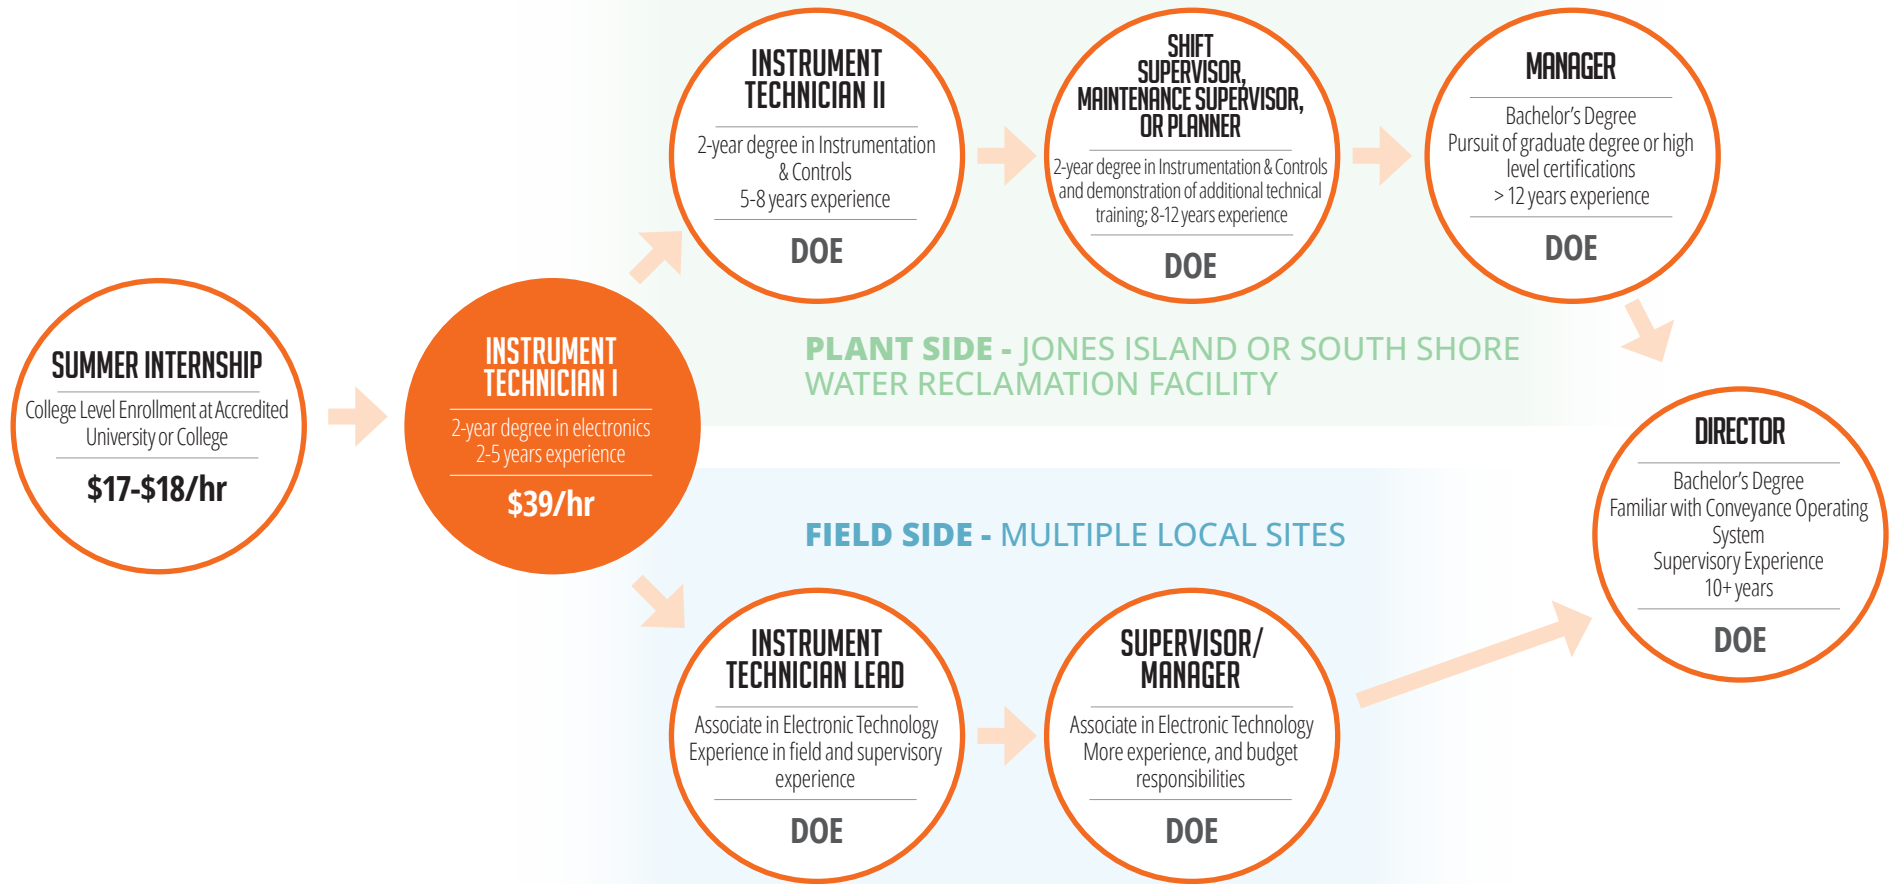 SUMMER INTERNSHIP
College Level Enrollment at Accredited
University or College
$17-$18/hr
INSTRUMENT
TECHNICIAN I
2-year degree in electronics
2-5 years experience
$39/hr
INSTRUMENT
TECHNICIAN II
2-year degree in Instrumentation
& Controls
5-8 years experience
DOE
SHIFT
SUPERVISOR,
MAINTENANCE SUPERVISOR,
OR PLANNER
2-year degree in Instrumentation & Controls
and demonstration of additional technical
training; 8-12 years experience
DOE
MANAGER
Bachelor’s Degree
Pursuit of graduate degree or high
level certifications
> 12 years experience
DOE
PLANT SIDE - JONES ISLAND OR SOUTH SHORE
WATER RECLAMATION FACILITY
FIELD SIDE - MULTIPLE LOCAL SITES
INSTRUMENT
TECHNICIAN LEAD
Associate in Electronic Technology
Experience in field and supervisory
experience
DOE
SUPERVISOR/
MANAGER
Associate in Electronic Technology
More experience, and budget
responsibilities
DOE
DIRECTOR
Bachelor’s Degree
Familiar with Conveyance Operating
System
Supervisory Experience
10+ years
DOE